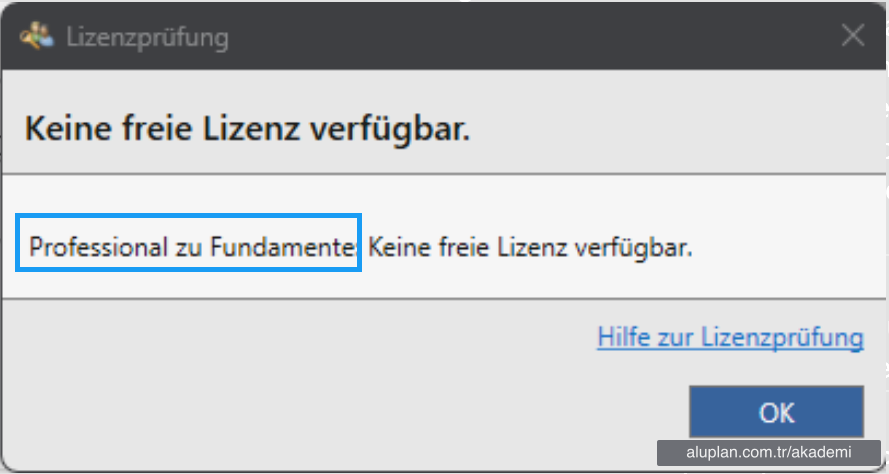 Lizenzprüfung
Keine freie Lizenz verfügbar.
Professional zu Fundamente: Keine freie Lizenz verfügbar.
Hilfe zur Lizenzprüfung
OK
aluplan.com.tr/akademi